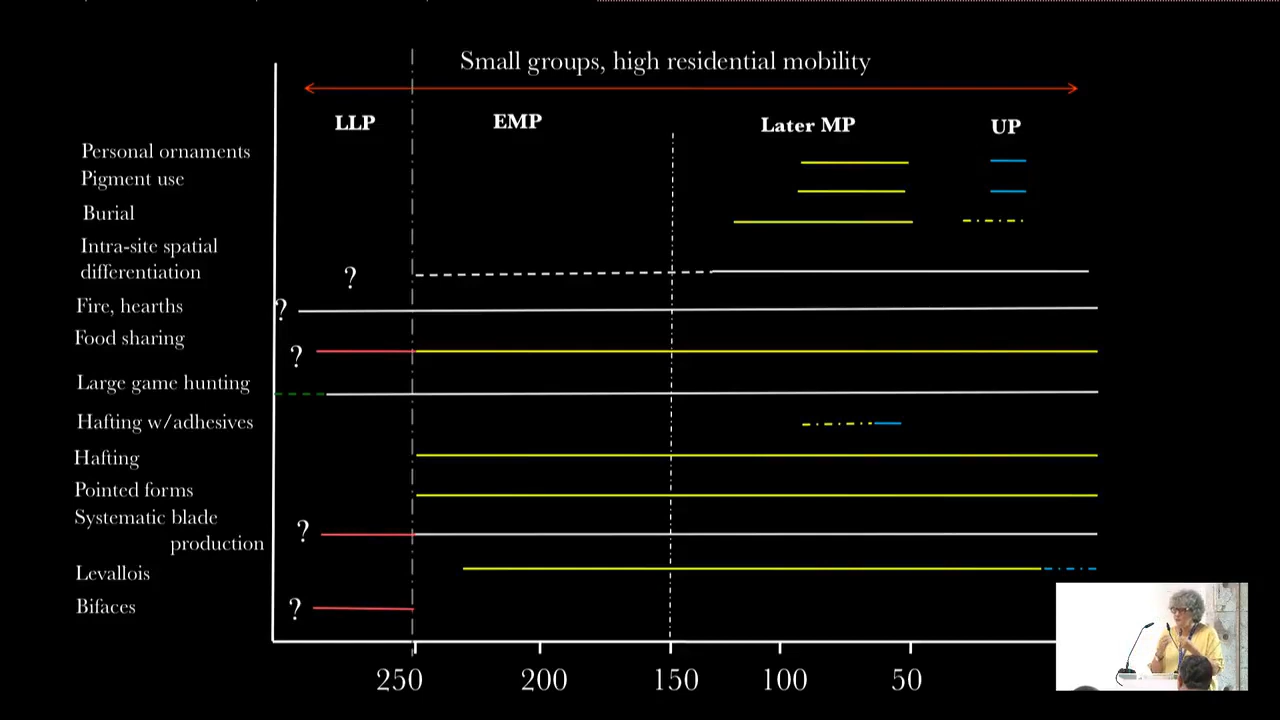 Small groups, high residential mobility
LLP
EMP
Later MP
UP
Personal ornaments
Pigment use
Burial
Intra-site spatial
differentiation
?
Fire, hearths
?
Food sharing
?
Large game hunting
Hafting w/adhesives
Hafting
Pointed forms
Systematic blade
production
?
Levallois
Bifaces
?
250
200
150
100
50